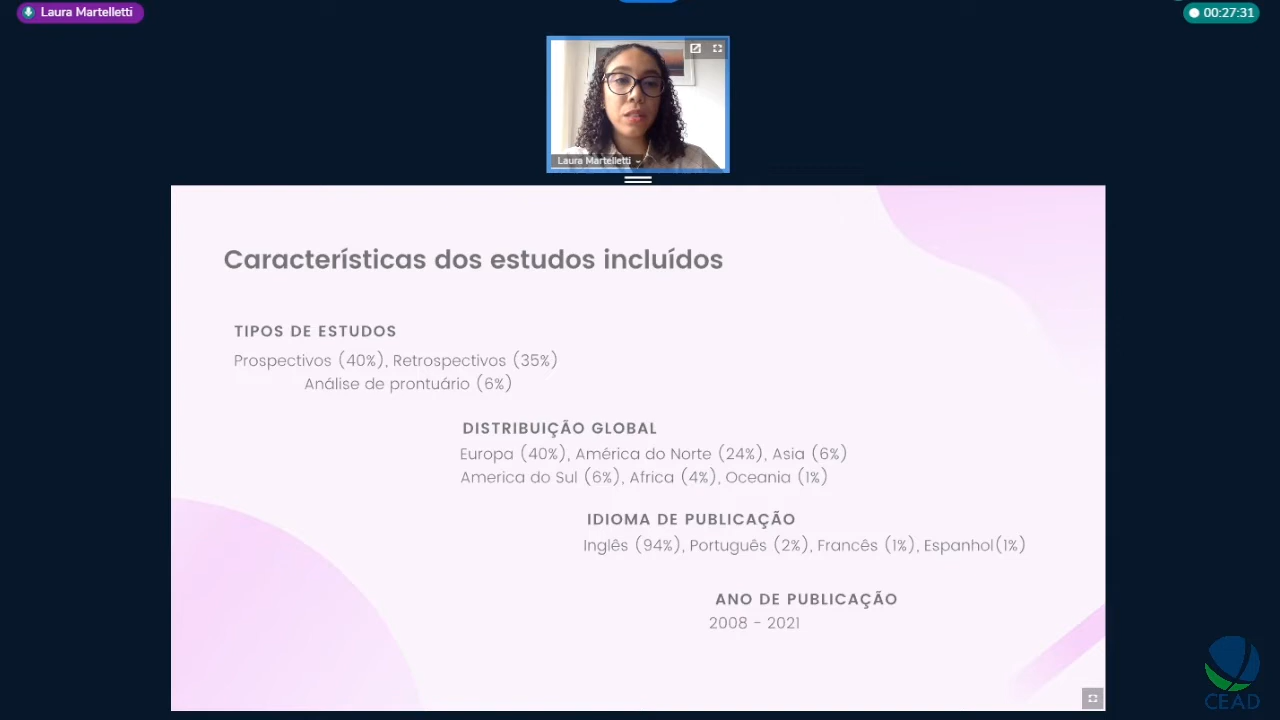 Laura Martelletti
00:27:31
Laura Martelletti
Características dos estudos incluídos
TIPOS DE ESTUDOS
Prospectivos (40%), Retrospectivos (35%)
Análise de prontuário (6%)
DISTRIBUIÇÃO GLOBAL
Europa (40%), América do Norte (24%), Asia (6%)
America do Sul (6%), Africa (4%), Oceania (1%)
IDIOMA DE PUBLICAÇÃO
Inglês (94%), Português (2%), Francês (1%), Espanhol(1%)
ANO DE PUBLICAÇÃO
2008 - 2021
CEAD